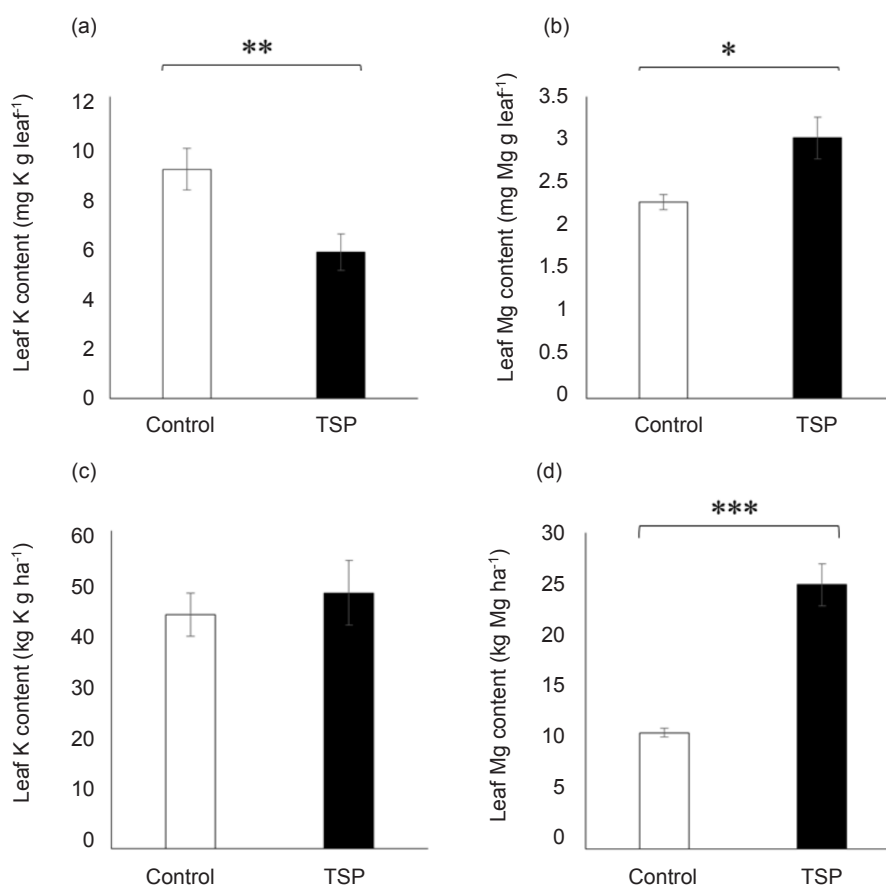 (a)
**
Leaf K content (mg K g leaf⁻¹)
12
10
8
6
4
2
0
Control TSP
(b)
*
Leaf Mg content (mg Mg g leaf⁻¹)
3.5
3
2.5
2
1.5
1
0.5
0
Control TSP
(c)
Leaf K content (kg K g ha⁻¹)
60
50
40
30
20
10
0
Control TSP
(d)
***
Leaf Mg content (kg Mg ha⁻¹)
30
25
20
15
10
5
0
Control TSP